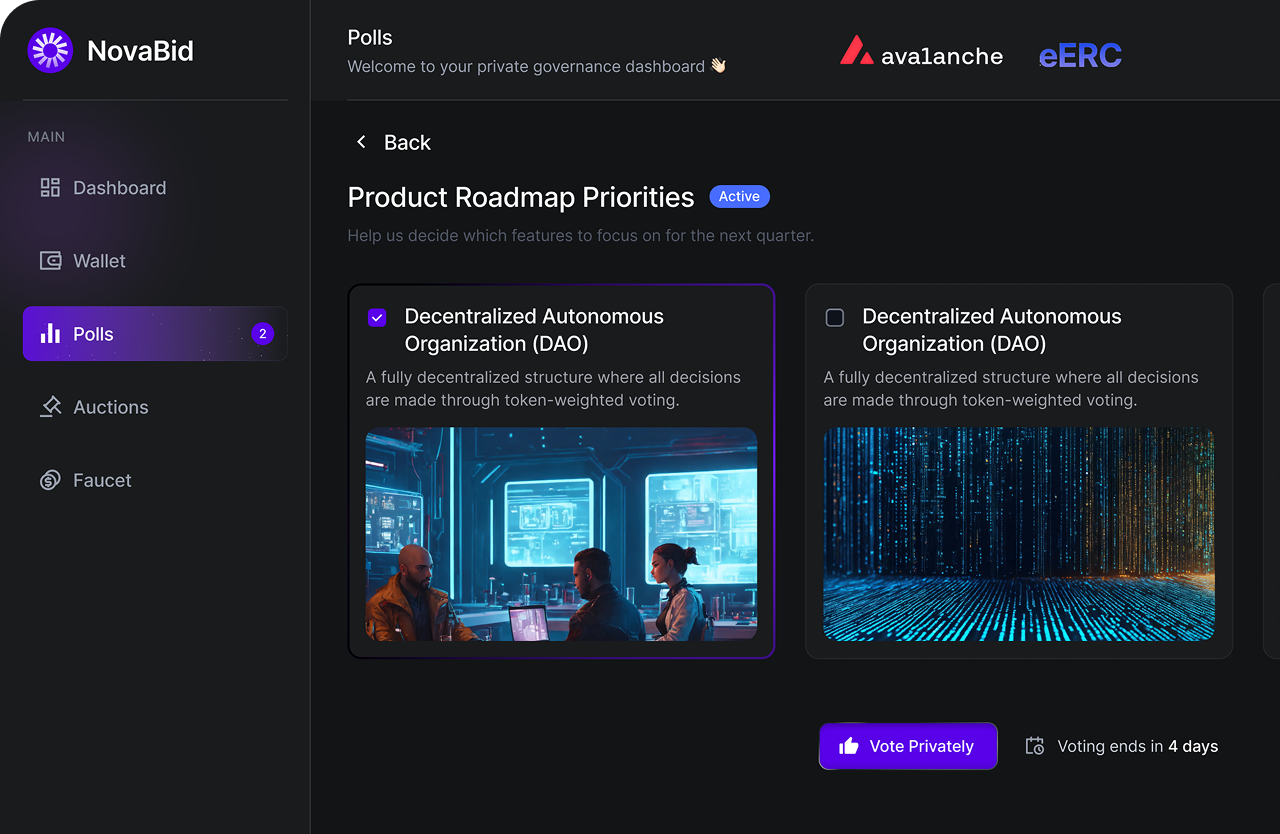 NovaBid
Polls
Welcome to your private governance dashboard 👋🏻
avalanche
eERC
MAIN
Dashboard
Wallet
Polls
2
Auctions
Faucet
Back
Product Roadmap Priorities
Active
Help us decide which features to focus on for the next quarter.
Decentralized Autonomous
Organization (DAO)
A fully decentralized structure where all decisions
are made through token-weighted voting.
Decentralized Autonomous
Organization (DAO)
A fully decentralized structure where all decisions
are made through token-weighted voting.
Vote Privately
Voting ends in 4 days